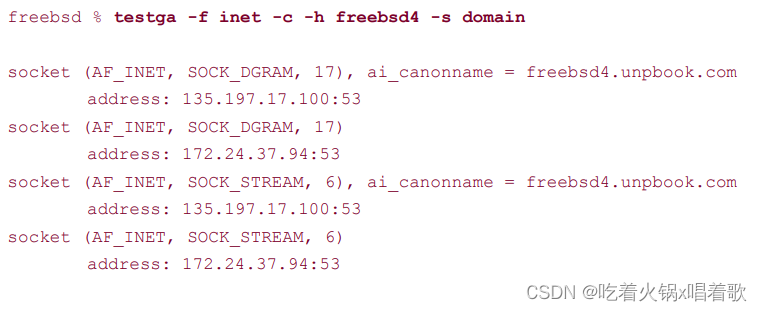 freebsd % testga -f inet -c -h freebsd4 -s domain
socket (AF_INET, SOCK_DGRAM, 17), ai_canonname = freebsd4.unpbook.com
address: 135.197.17.100:53
socket (AF_INET, SOCK_DGRAM, 17)
address: 172.24.37.94:53
socket (AF_INET, SOCK_STREAM, 6), ai_canonname = freebsd4.unpbook.com
address: 135.197.17.100:53
socket (AF_INET, SOCK_STREAM, 6)
address: 172.24.37.94:53
CSDN @吃着火锅x唱着歌